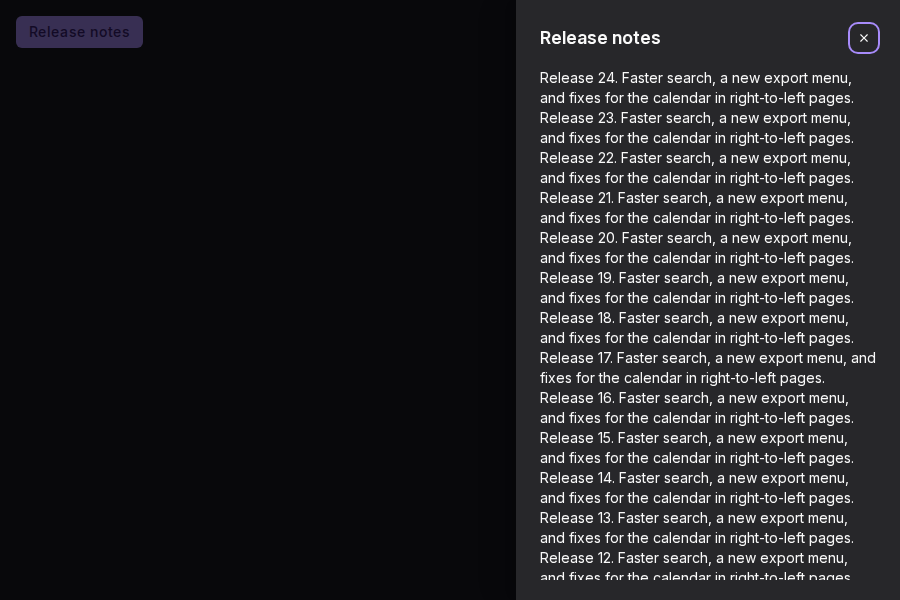 Release notes
Release notes
Release 24. Faster search, a new export menu,
and fixes for the calendar in right-to-left pages.
Release 23. Faster search, a new export menu,
and fixes for the calendar in right-to-left pages.
Release 22. Faster search, a new export menu,
and fixes for the calendar in right-to-left pages.
Release 21. Faster search, a new export menu,
and fixes for the calendar in right-to-left pages.
Release 20. Faster search, a new export menu,
and fixes for the calendar in right-to-left pages.
Release 19. Faster search, a new export menu,
and fixes for the calendar in right-to-left pages.
Release 18. Faster search, a new export menu,
and fixes for the calendar in right-to-left pages.
Release 17. Faster search, a new export menu, and
fixes for the calendar in right-to-left pages.
Release 16. Faster search, a new export menu,
and fixes for the calendar in right-to-left pages.
Release 15. Faster search, a new export menu,
and fixes for the calendar in right-to-left pages.
Release 14. Faster search, a new export menu,
and fixes for the calendar in right-to-left pages.
Release 13. Faster search, a new export menu,
and fixes for the calendar in right-to-left pages.
Release 12. Faster search, a new export menu,
and fixes for the calendar in right-to-left pages.